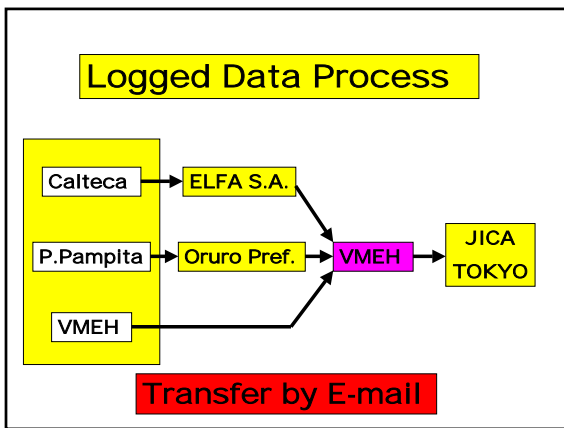 Logged Data Process
Calteca
ELFA S.A.
P.Pampita
Oruro Pref.
VMEH
JICA
TOKYO
VMEH
Transfer by E-mail